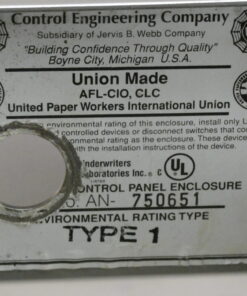 Control Engineering Company
Subsidiary of Jervis B. Webb Company
"Building Confidence Through Quality"
Boyne City, Michigan U.S.A.
Union Made
AFL-CIO, CLC
United Paper Workers International Union
environmental rating of this enclosure, install only
controlled devices or disconnect switches that
environmental rating as the enclosure. These
with the installation instructions of the device.
Underwriters
Laboratories Inc.®
UL
LISTED
CONTROL PANEL ENCLOSURE
AN- 750651
ENVIRONMENTAL RATING TYPE
TYPE 1